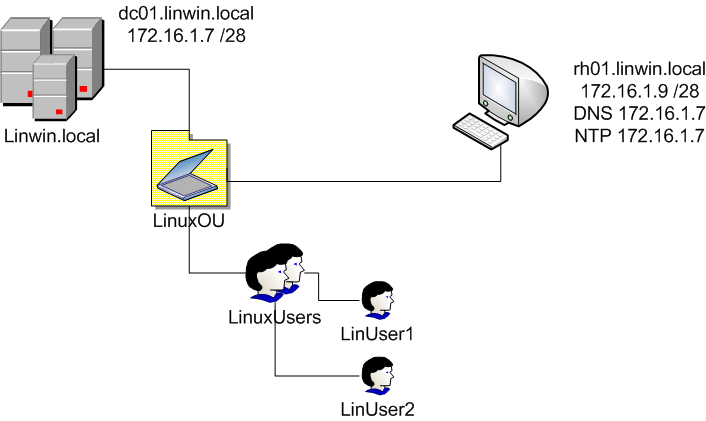 dc01.linwin.local
172.16.1.7 /28
Linwin.local
rh01.linwin.local
172.16.1.9 /28
DNS 172.16.1.7
NTP 172.16.1.7
LinuxOU
LinuxUsers
LinUser1
LinUser2